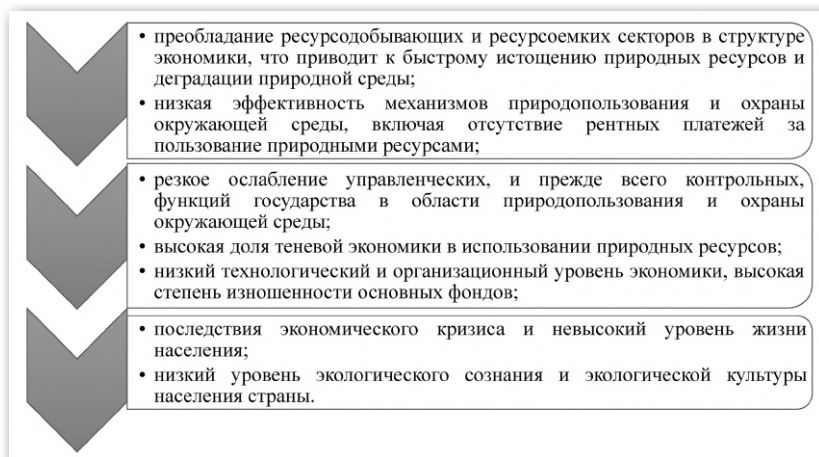 • преобладание ресурсодобывающих и ресурсоемких секторов в структуре
экономики, что приводит к быстрому истощению природных ресурсов и
деградации природной среды;
• низкая эффективность механизмов природопользования и охраны
окружающей среды, включая отсутствие рентных платежей за
пользование природными ресурсами;
• резкое ослабление управленческих, и прежде всего контрольных,
функций государства в области природопользования и охраны
окружающей среды;
• высокая доля теневой экономики в использовании природных ресурсов;
• низкий технологический и организационный уровень экономики, высокая
степень изношенности основных фондов;
• последствия экономического кризиса и невысокий уровень жизни
населения;
• низкий уровень экологического сознания и экологической культуры
населения страны.